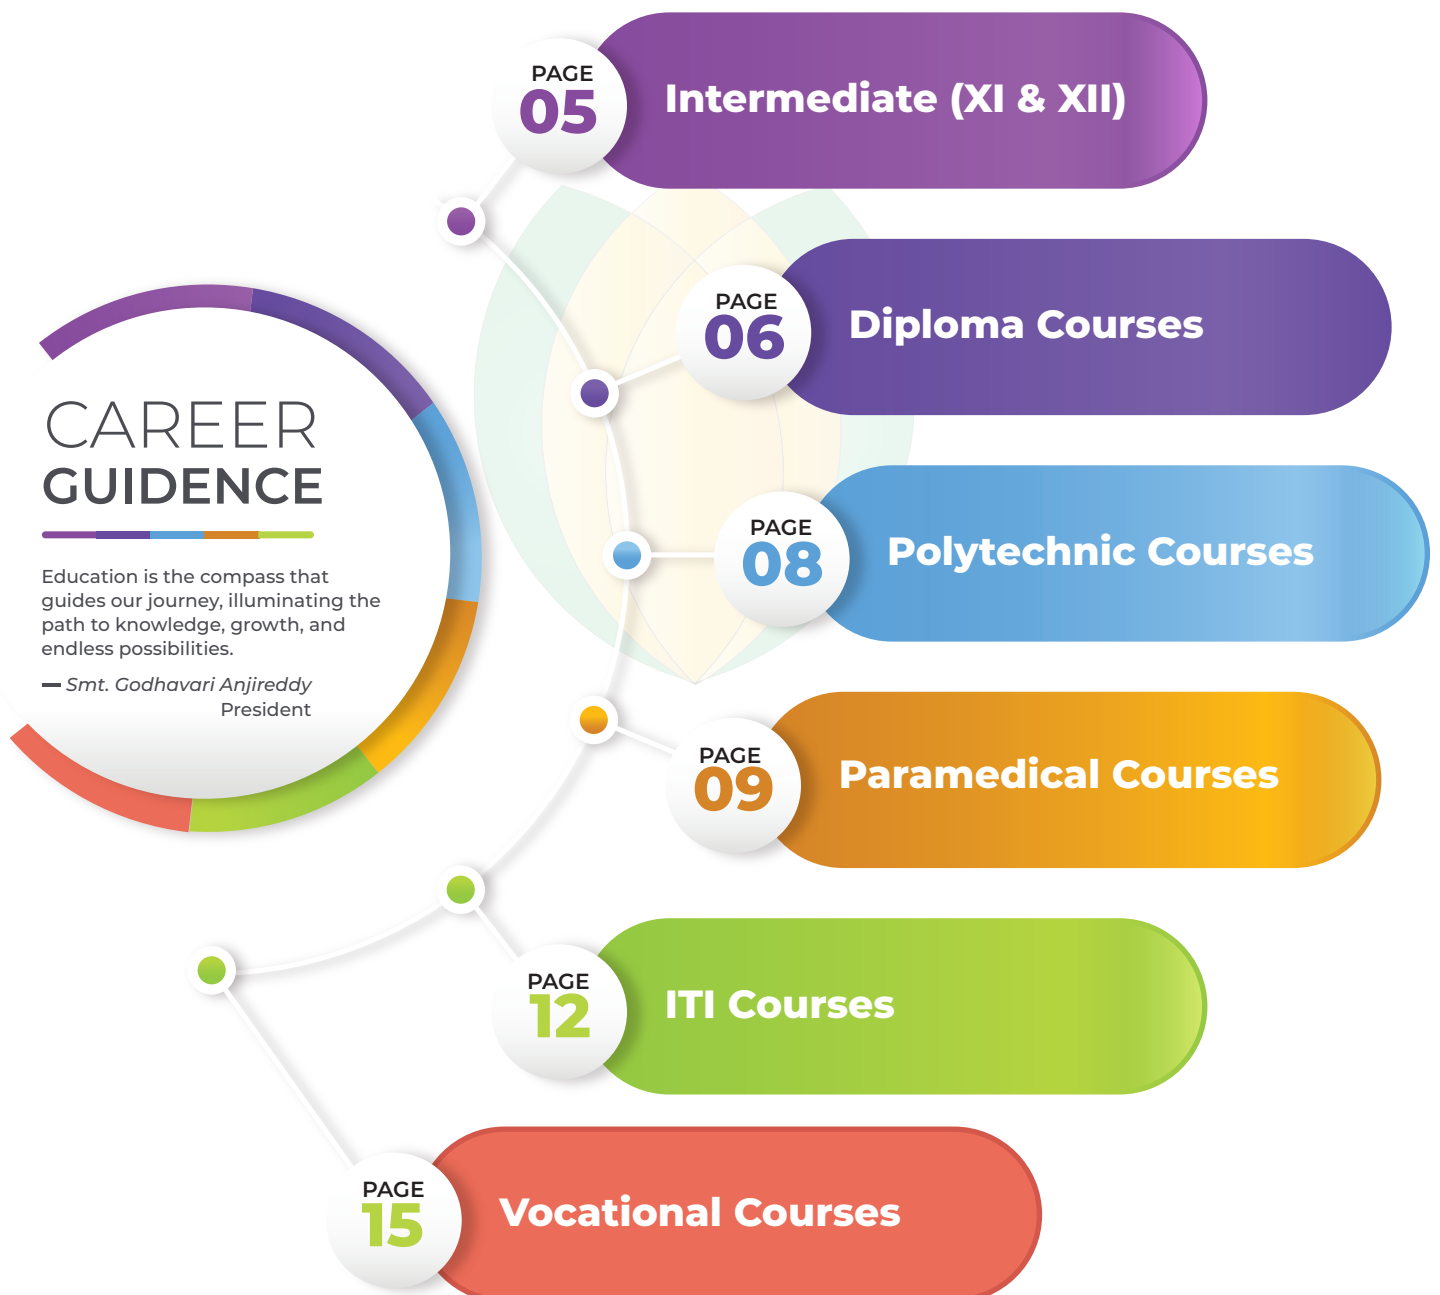 CAREER
GUIDENCE
Education is the compass that
guides our journey, illuminating the
path to knowledge, growth, and
endless possibilities.
— Smt. Godhavari Anjireddy
President
PAGE
05
Intermediate (XI & XII)
PAGE
06
Diploma Courses
PAGE
08
Polytechnic Courses
PAGE
09
Paramedical Courses
PAGE
12
ITI Courses
PAGE
15
Vocational Courses